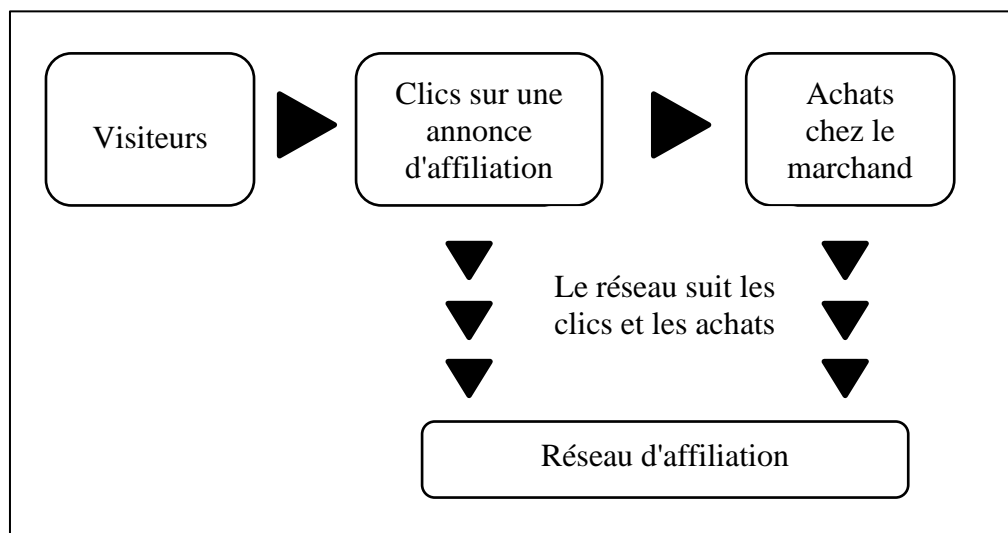 Visiteurs
Clics sur une
annonce
d'affiliation
Achats
chez le
marchand
Le réseau suit les
clics et les achats
Réseau d'affiliation